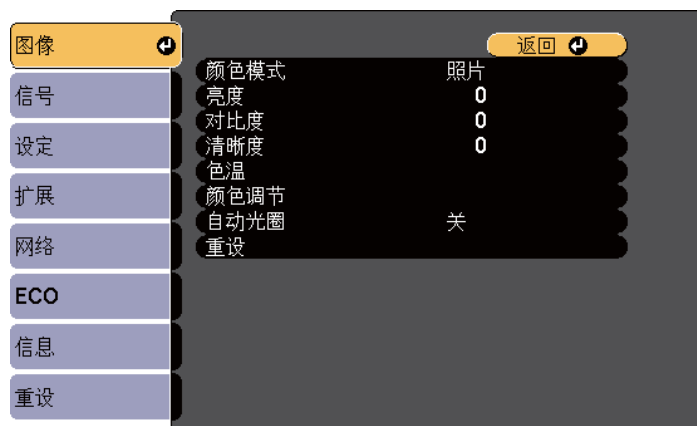 图像
信号
设定
扩展
网络
ECO
信息
重设
返回
颜色模式 照片
亮度 0
对比度 0
清晰度 0
色温
颜色调节
自动光圈 关
重设